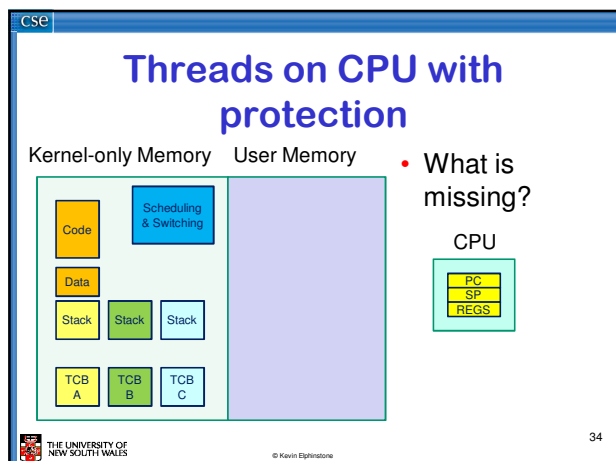 cse
Threads on CPU with
protection
Kernel-only Memory
User Memory
• What is
missing?
Code
Scheduling
& Switching
Data
Stack
Stack
Stack
TCB
A
TCB
B
TCB
C
CPU
PC
SP
REGS
THE UNIVERSITY OF
NEW SOUTH WALES
© Kevin Elphinstone
34